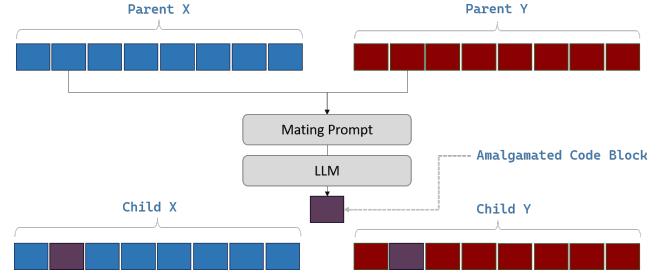 Parent X
Parent Y
Mating Prompt
LLM
Amalgamated Code Block
Child X
Child Y